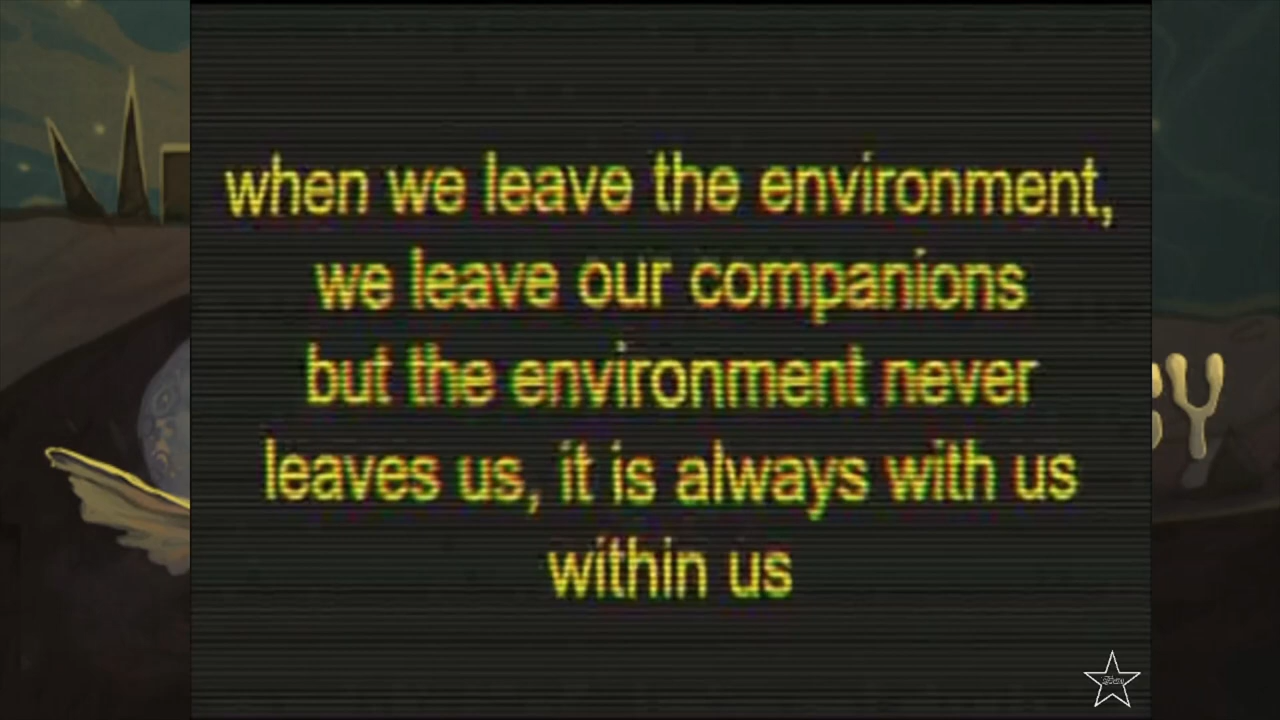 when we leave the environment,
we leave our companions
but the environment never
leaves us, it is always with us
within us